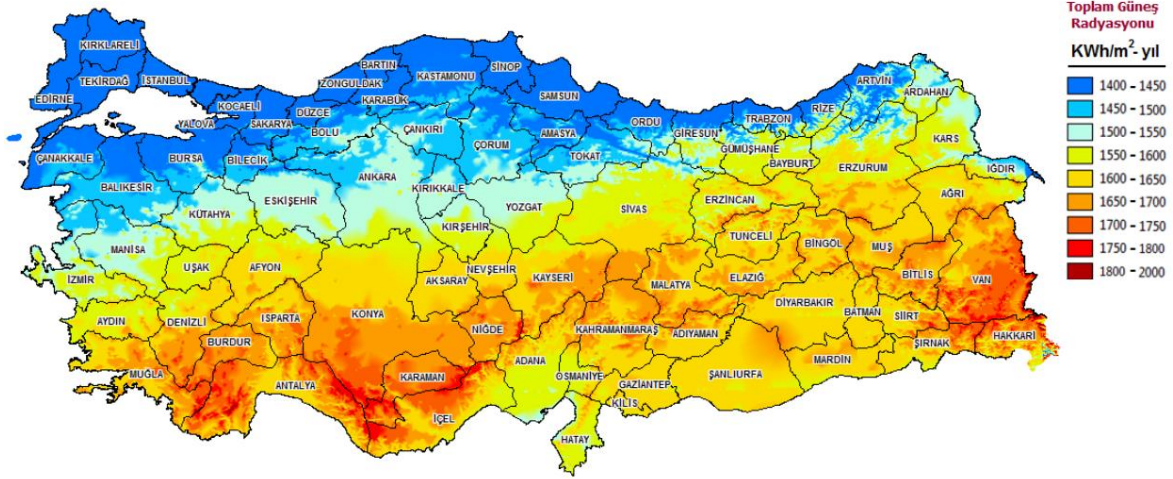 Toplam Güneş
Radyasyonu
KWh/m²- yıl
1400 - 1450
1450 - 1500
1500 - 1550
1550 - 1600
1600 - 1650
1650 - 1700
1700 - 1750
1750 - 1800
1800 - 2000
KIRKLARELİ
TEKİRDAĞ
İSTANBUL
EDİRNE
KOCAELİ
YALOVA
SAKARYA
DÜZCE
BOLU
ZONGULDAK
BARTIN
KARABÜK
KASTAMONU
SİNOP
SAMSUN
ÇANKIRI
ÇORUM
AMASYA
TOKAT
ORDU
GİRESUN
TRABZON
RİZE
ARTVİN
ARDAHAN
GÜMÜŞHANE
BAYBURT
ERZURUM
KARS
IĞDIR
AĞRI
ÇANAKKALE
BURSA
BİLECİK
BALIKESİR
KÜTAHYA
ESKİŞEHİR
ANKARA
KIRIKKALE
YOZGAT
KIRŞEHİR
SİVAS
ERZİNCAN
TUNCELİ
BİNGÖL
MUŞ
BİTLİS
VAN
MANİSA
İZMİR
UŞAK
AFYON
AKSARAY
NEVŞEHİR
KAYSERİ
MALATYA
ELAZIĞ
DİYARBAKIR
BATMAN
SİİRT
ŞIRNAK
HAKKARİ
AYDIN
DENİZLİ
ISPARTA
BURDUR
KONYA
NİĞDE
KAHRAMANMARAŞ
ADIYAMAN
MARDİN
ŞANLIURFA
MUĞLA
ANTALYA
KARAMAN
İÇEL
ADANA
OSMANİYE
GAZİANTEP
KİLİS
HATAY